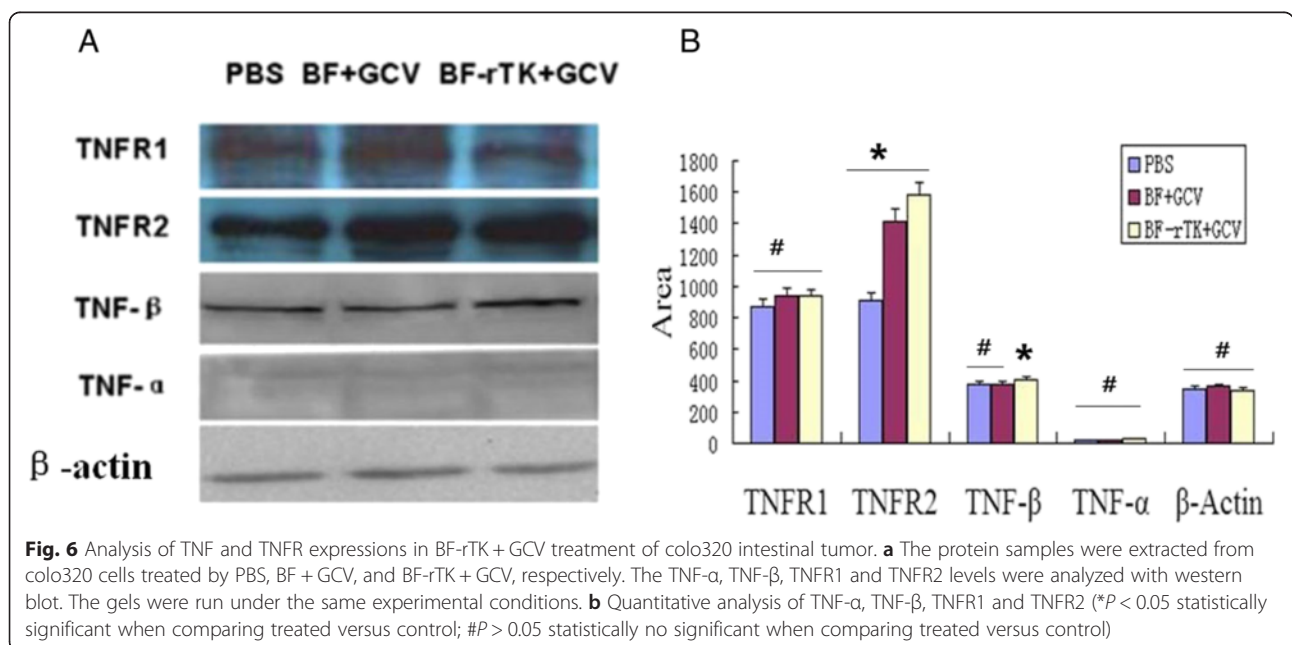 A
PBS BF+GCV BF-rTK+GCV
TNFR1
TNFR2
TNF- β
TNF- α
β -actin
B
1800
1600
1400
1200
1000
800
600
400
200
0
Area
*
#
# *
#
#
PBS
BF+GCV
BF-rTK+GCV
TNFR1 TNFR2 TNF-β TNF-α β-Actin
Fig. 6 Analysis of TNF and TNFR expressions in BF-rTK + GCV treatment of colo320 intestinal tumor. a The protein samples were extracted from
colo320 cells treated by PBS, BF + GCV, and BF-rTK + GCV, respectively. The TNF-α, TNF-β, TNFR1 and TNFR2 levels were analyzed with western
blot. The gels were run under the same experimental conditions. b Quantitative analysis of TNF-α, TNF-β, TNFR1 and TNFR2 (*P < 0.05 statistically
significant when comparing treated versus control; #P > 0.05 statistically no significant when comparing treated versus control)